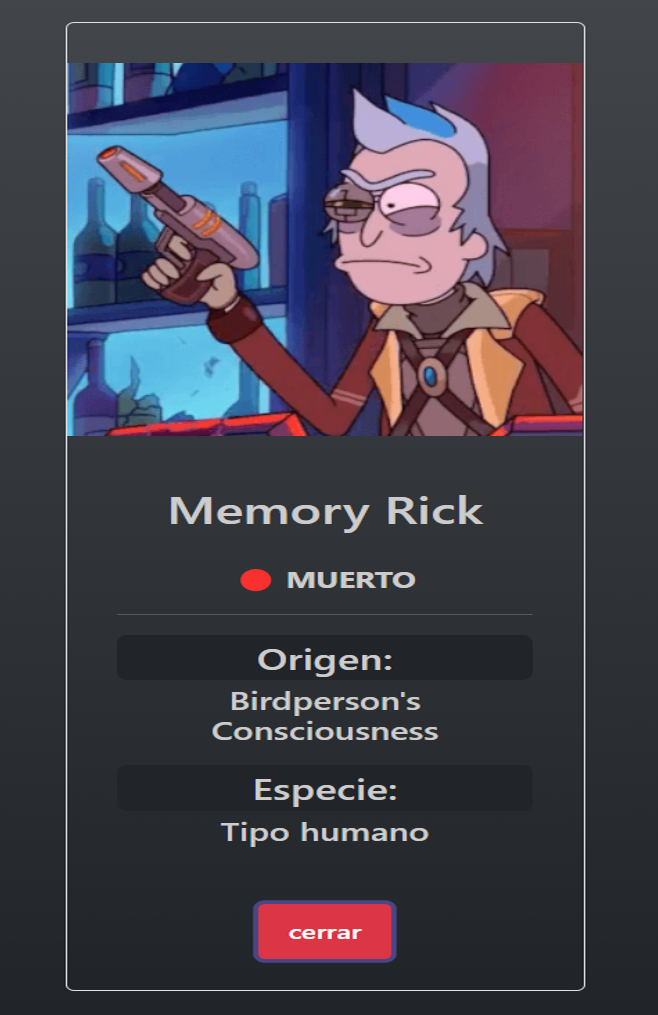 Memory Rick
MUERTO
Origen:
Birdperson's
Consciousness
Especie:
Tipo humano
cerrar